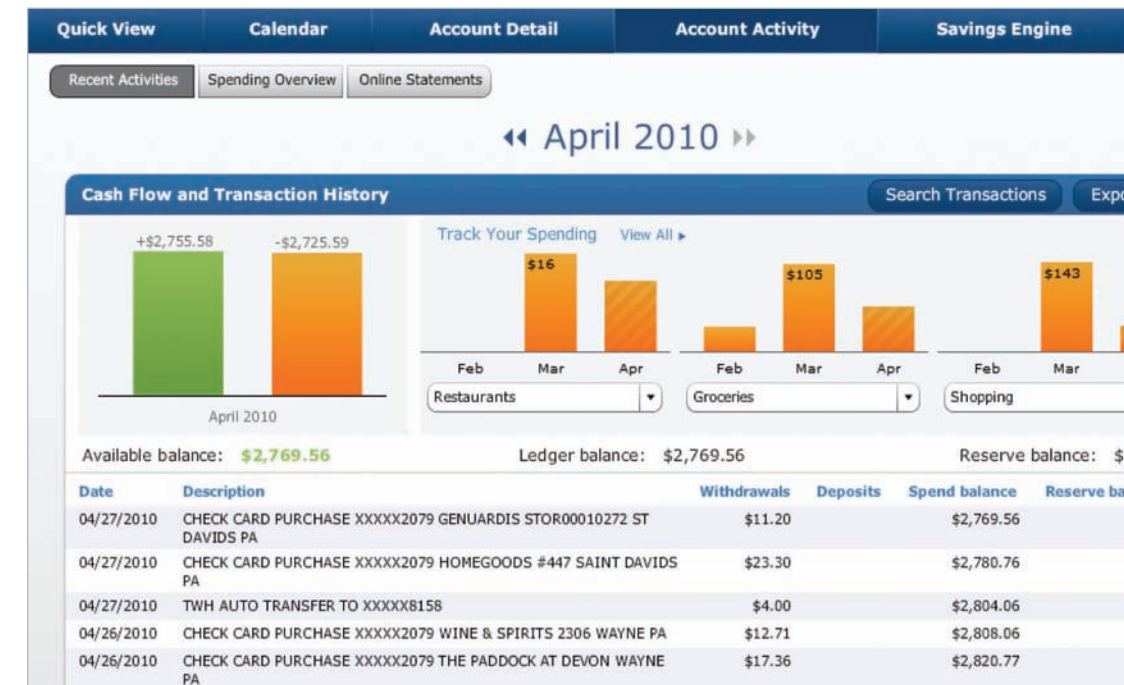 Quick View Calendar Account Detail Account Activity Savings Engine
Recent Activities Spending Overview Online Statements
April 2010
Cash Flow and Transaction History Search Transactions Expo
+$2,755.58 -$2,725.59
Track Your Spending View All
$16 $105 $143
Feb Mar Apr Feb Mar Apr Feb Mar
Restaurants Groceries Shopping
April 2010
Available balance: $2,769.56 Ledger balance: $2,769.56 Reserve balance: $
Date Description Withdrawals Deposits Spend balance Reserve ba
04/27/2010 CHECK CARD PURCHASE XXXXX2079 GENUARDIS STOR00010272 ST $11.20 $2,769.56
DAVIDS PA
04/27/2010 CHECK CARD PURCHASE XXXXX2079 HOMEGOODS #447 SAINT DAVIDS $23.30 $2,780.76
PA
04/27/2010 TWH AUTO TRANSFER TO XXXXX8158 $4.00 $2,804.06
04/26/2010 CHECK CARD PURCHASE XXXXX2079 WINE & SPIRITS 2306 WAYNE PA $12.71 $2,808.06
04/26/2010 CHECK CARD PURCHASE XXXXX2079 THE PADDOCK AT DEVON WAYNE $17.36 $2,820.77
PA